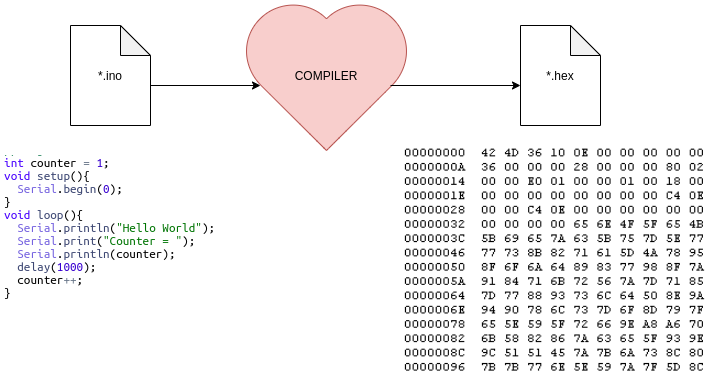 *.ino
COMPILER
*.hex
int counter = 1;
void setup(){
  Serial.begin(0);
}
void loop(){
  Serial.println("Hello World");
  Serial.print("Counter = ");
  Serial.println(counter);
  delay(1000);
  counter++;
}
00000000 42 4D 36 10 0E 00 00 00 00 00
0000000A 36 00 00 00 28 00 00 00 80 02
00000014 00 00 E0 01 00 00 01 00 18 00
0000001E 00 00 00 00 00 00 00 00 C4 0E
00000028 00 00 C4 0E 00 00 00 00 00 00
00000032 00 00 00 00 65 6E 4F 5F 65 4B
0000003C 5B 69 65 7A 63 5B 75 7D 5E 77
00000046 77 73 8B 82 71 61 5D 4A 78 95
00000050 8F 6F 6A 64 89 83 77 98 8F 7A
0000005A 91 84 71 6B 72 56 7A 7D 71 85
00000064 7D 77 88 93 73 6C 64 50 8E 9A
0000006E 94 90 78 6C 73 7D 6F 8D 79 7F
00000078 65 5E 59 5F 72 66 9E A8 A6 70
00000082 6B 58 82 86 7A 63 65 5F 93 9E
0000008C 9C 51 51 45 7A 7B 6A 73 8C 80
00000096 7B 7B 77 6E 5E 59 7A 7F 5D 8C